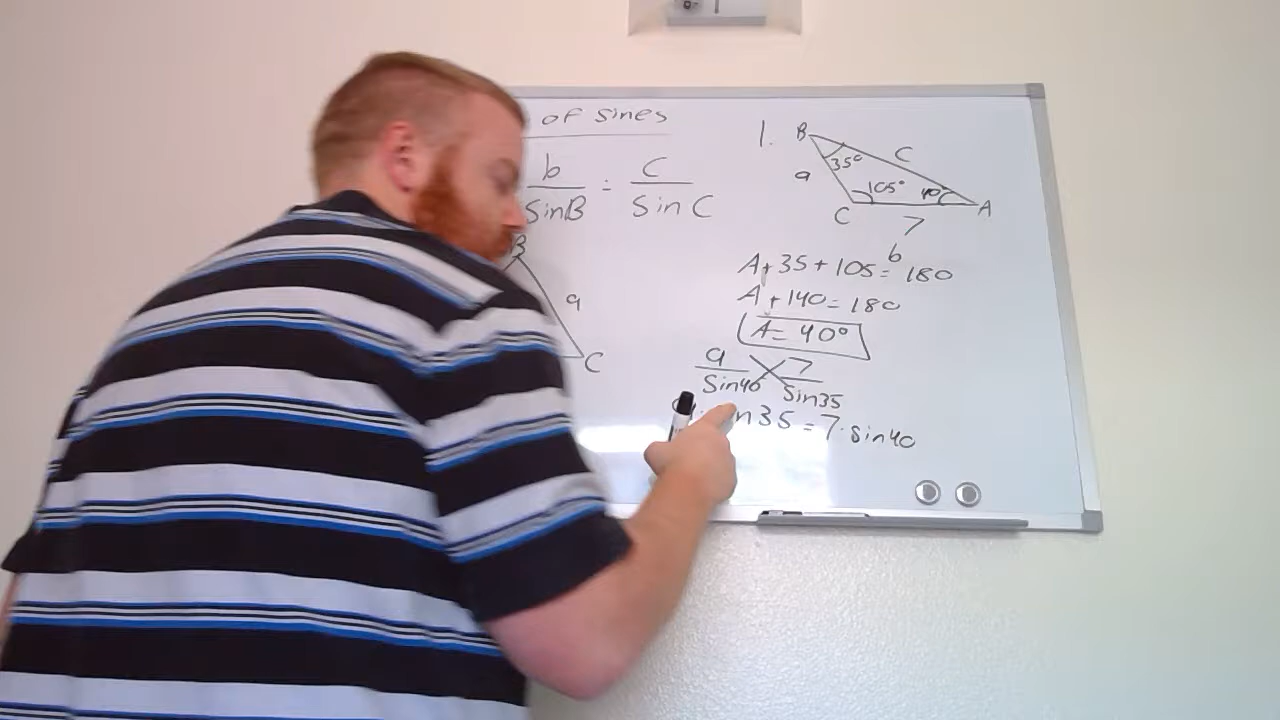 of sines
b/SinB = C/Sin C
B
a
C
1.
B
C
35°
a
105° 40
C
A
7
b
A+35+105=180
A+140=180
A=40°
a/Sin40 7/Sin35
35=7·sin40